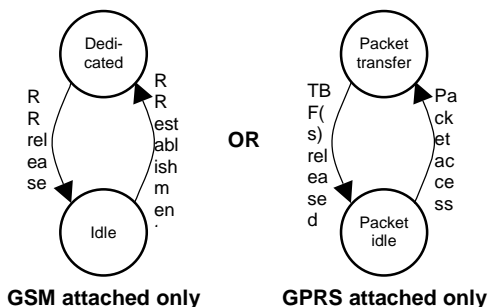 Dedi-
cated
R
R
rel
ea
se
R
R
est
abl
ish
m
en
Idle
GSM attached only
OR
Packet
transfer
TB
F(
s)
rel
ea
se
d
Pa
ck
et
ac
ce
ss
Packet
idle
GPRS attached only